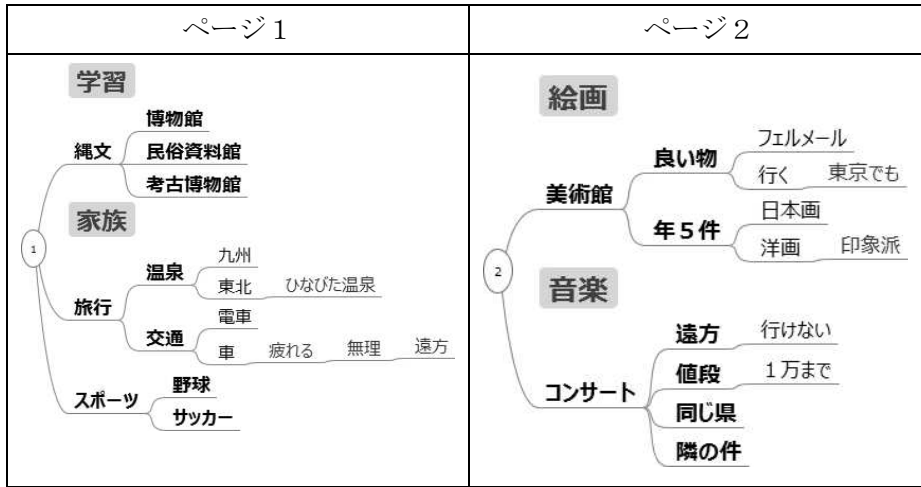 ページ１
学習
縄文
博物館
民俗資料館
考古博物館
家族
1
旅行
温泉
九州
東北 ひなびた温泉
交通
電車
車 疲れる 無理 遠方
スポーツ
野球
サッカー
ページ２
絵画
美術館
良い物
フェルメール
行く 東京でも
年５件
日本画
洋画 印象派
2
音楽
コンサート
遠方 行けない
値段 １万まで
同じ県
隣の件